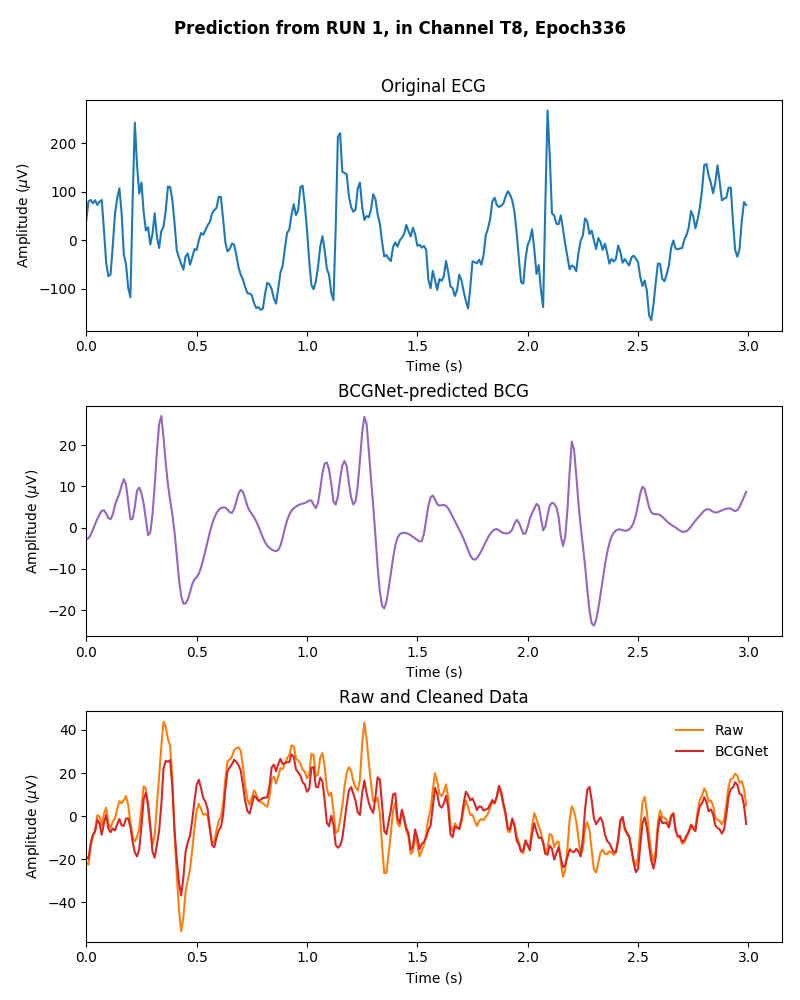 Prediction from RUN 1, in Channel T8, Epoch336
Original ECG
Amplitude (μV)
200
100
0
−100
0.0 0.5 1.0 1.5 2.0 2.5 3.0
Time (s)
BCGNet-predicted BCG
Amplitude (μV)
20
10
0
−10
−20
0.0 0.5 1.0 1.5 2.0 2.5 3.0
Time (s)
Raw and Cleaned Data
Amplitude (μV)
40
20
0
−20
−40
Raw
BCGNet
0.0 0.5 1.0 1.5 2.0 2.5 3.0
Time (s)